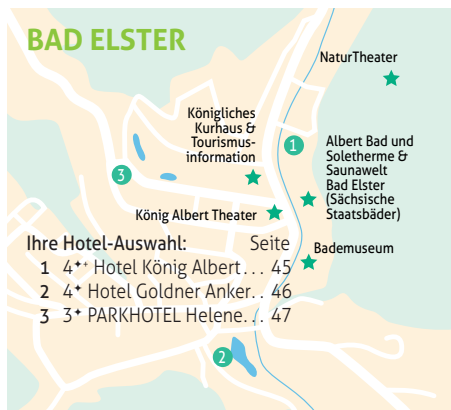 BAD ELSTER
NaturTheater
Königliches
Kurhaus &
Tourismus-
information
1
Albert Bad und
Soletherme &
Saunawelt
Bad Elster
(Sächsische
Staatsbäder)
3
König Albert Theater
Ihre Hotel-Auswahl: Seite
Bademuseum
1 4✦+ Hotel König Albert... 45
2 4✦ Hotel Goldner Anker.. 46
3 3✦ PARKHOTEL Helene... 47
2